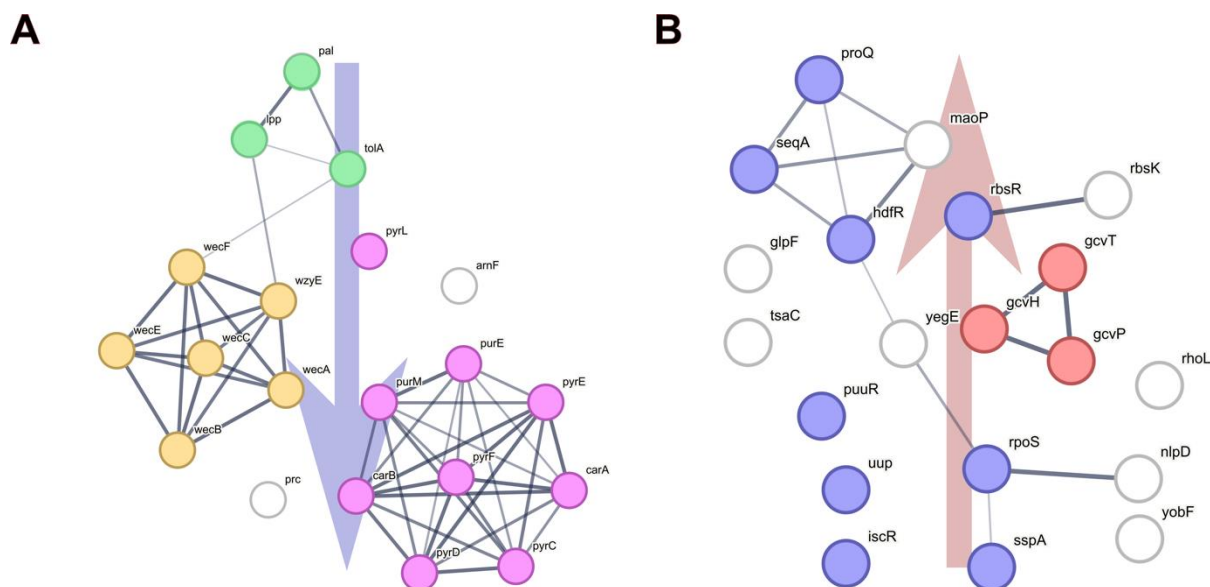 A
pal
lpp
tolA
pyrL
wecF
arnF
wzyE
wecE
wecC
wecA
purE
purM
pyrE
wecB
pyrF
carA
carB
prc
pyrD
pyrC
B
proQ
maoP
seqA
rbsK
rbsR
hdfR
glpF
gcvT
tsaC
yegE
gcvH
gcvP
rhoL
puuR
rpoS
nlpD
uup
yobF
iscR
sspA